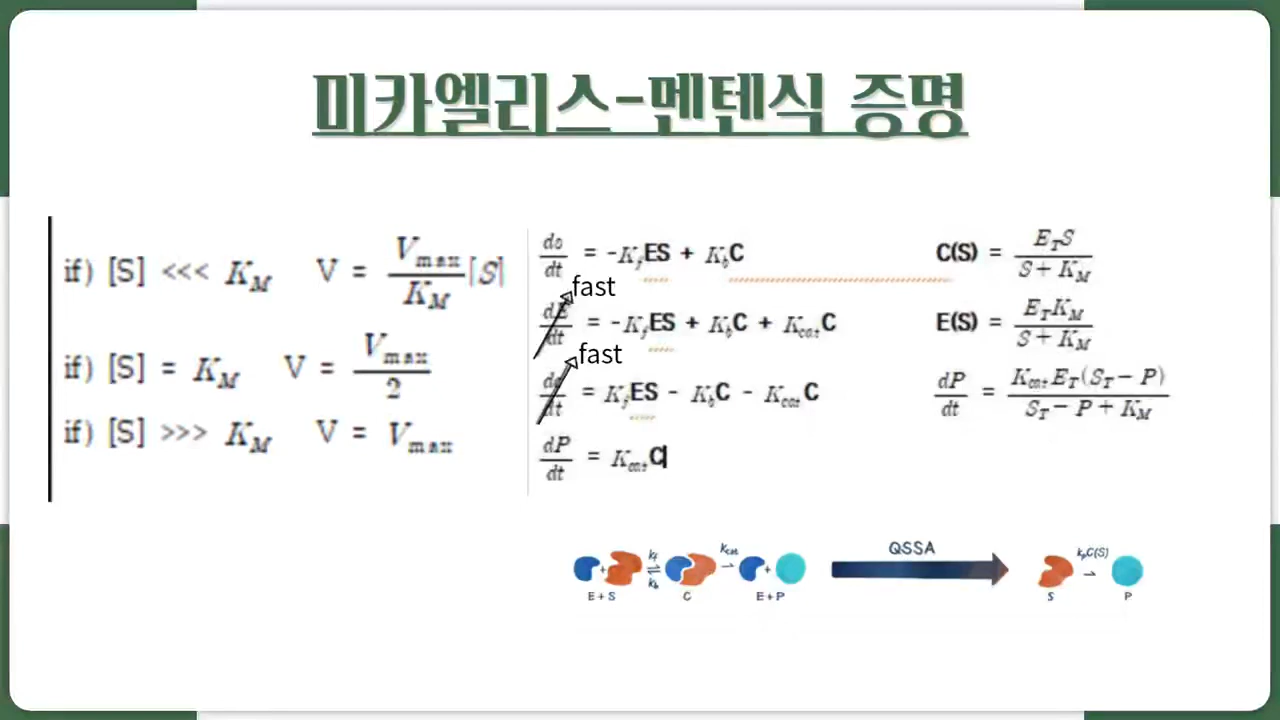 미카엘리스-멘텐식 증명
if) [S] <<< K_M V = V_max/K_M [S]
if) [S] = K_M V = V_max/2
if) [S] >>> K_M V = V_max
ds/dt = -K_f ES + K_b C
fast
dE/dt = -K_f ES + K_b C + K_cat C
fast
dc/dt = K_f ES - K_b C - K_cat C
dP/dt = K_cat C
C(S) = E_T S/S + K_M
E(S) = E_T K_M/S + K_M
dP/dt = K_cat E_T (S_T - P)/S_T - P + K_M
+ k_f k_b k_cat +
E + S C E + P
QSSA
k_p C(S)
S P